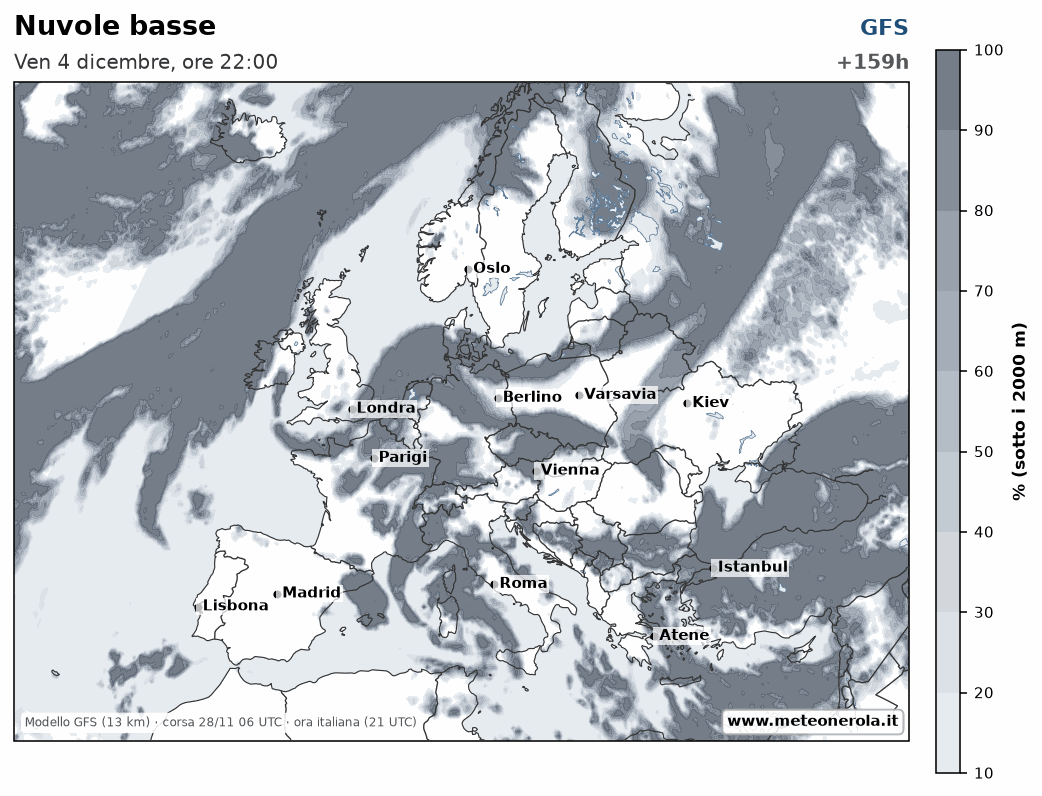 Nuvole basse
GFS
Ven 4 dicembre, ore 22:00
+159h
100
90
80
70
60
50
40
30
20
10
% (sotto i 2000 m)
Oslo
Berlino
Varsavia
Kiev
Londra
Parigi
Vienna
Istanbul
Roma
Madrid
Lisbona
Atene
Modello GFS (13 km) · corsa 28/11 06 UTC · ora italiana (21 UTC)
www.meteonerola.it